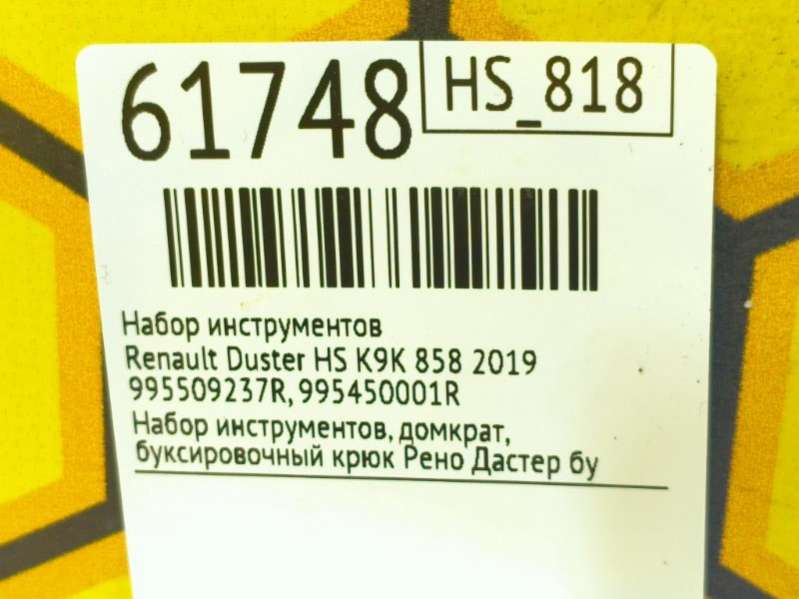 61748
HS_818
Набор инструментов
Renault Duster HS K9K 858 2019
995509237R, 995450001R
Набор инструментов, домкрат,
буксировочный крюк Рено Дастер бу